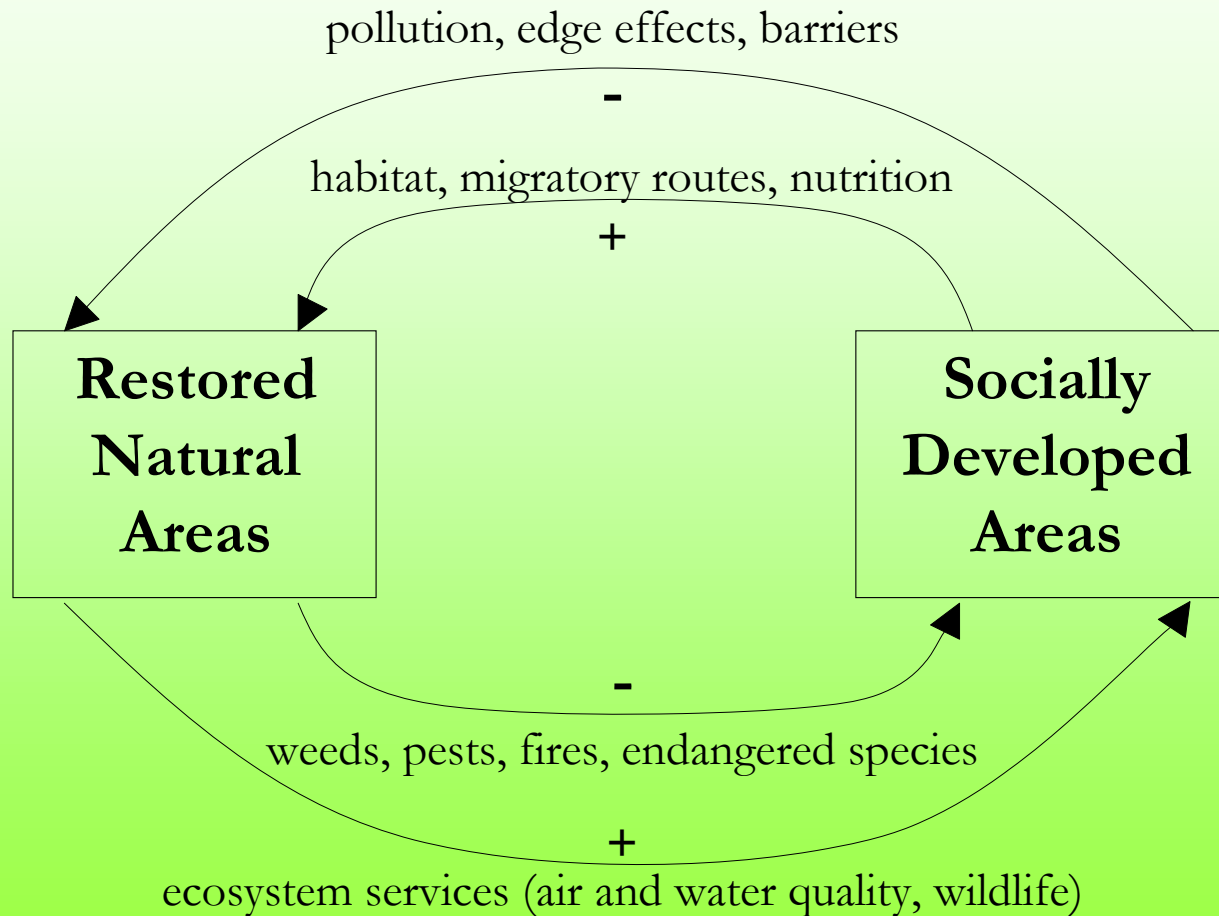 pollution, edge effects, barriers
-
habitat, migratory routes, nutrition
+
Restored
Natural
Areas
Socially
Developed
Areas
-
weeds, pests, fires, endangered species
+
ecosystem services (air and water quality, wildlife)